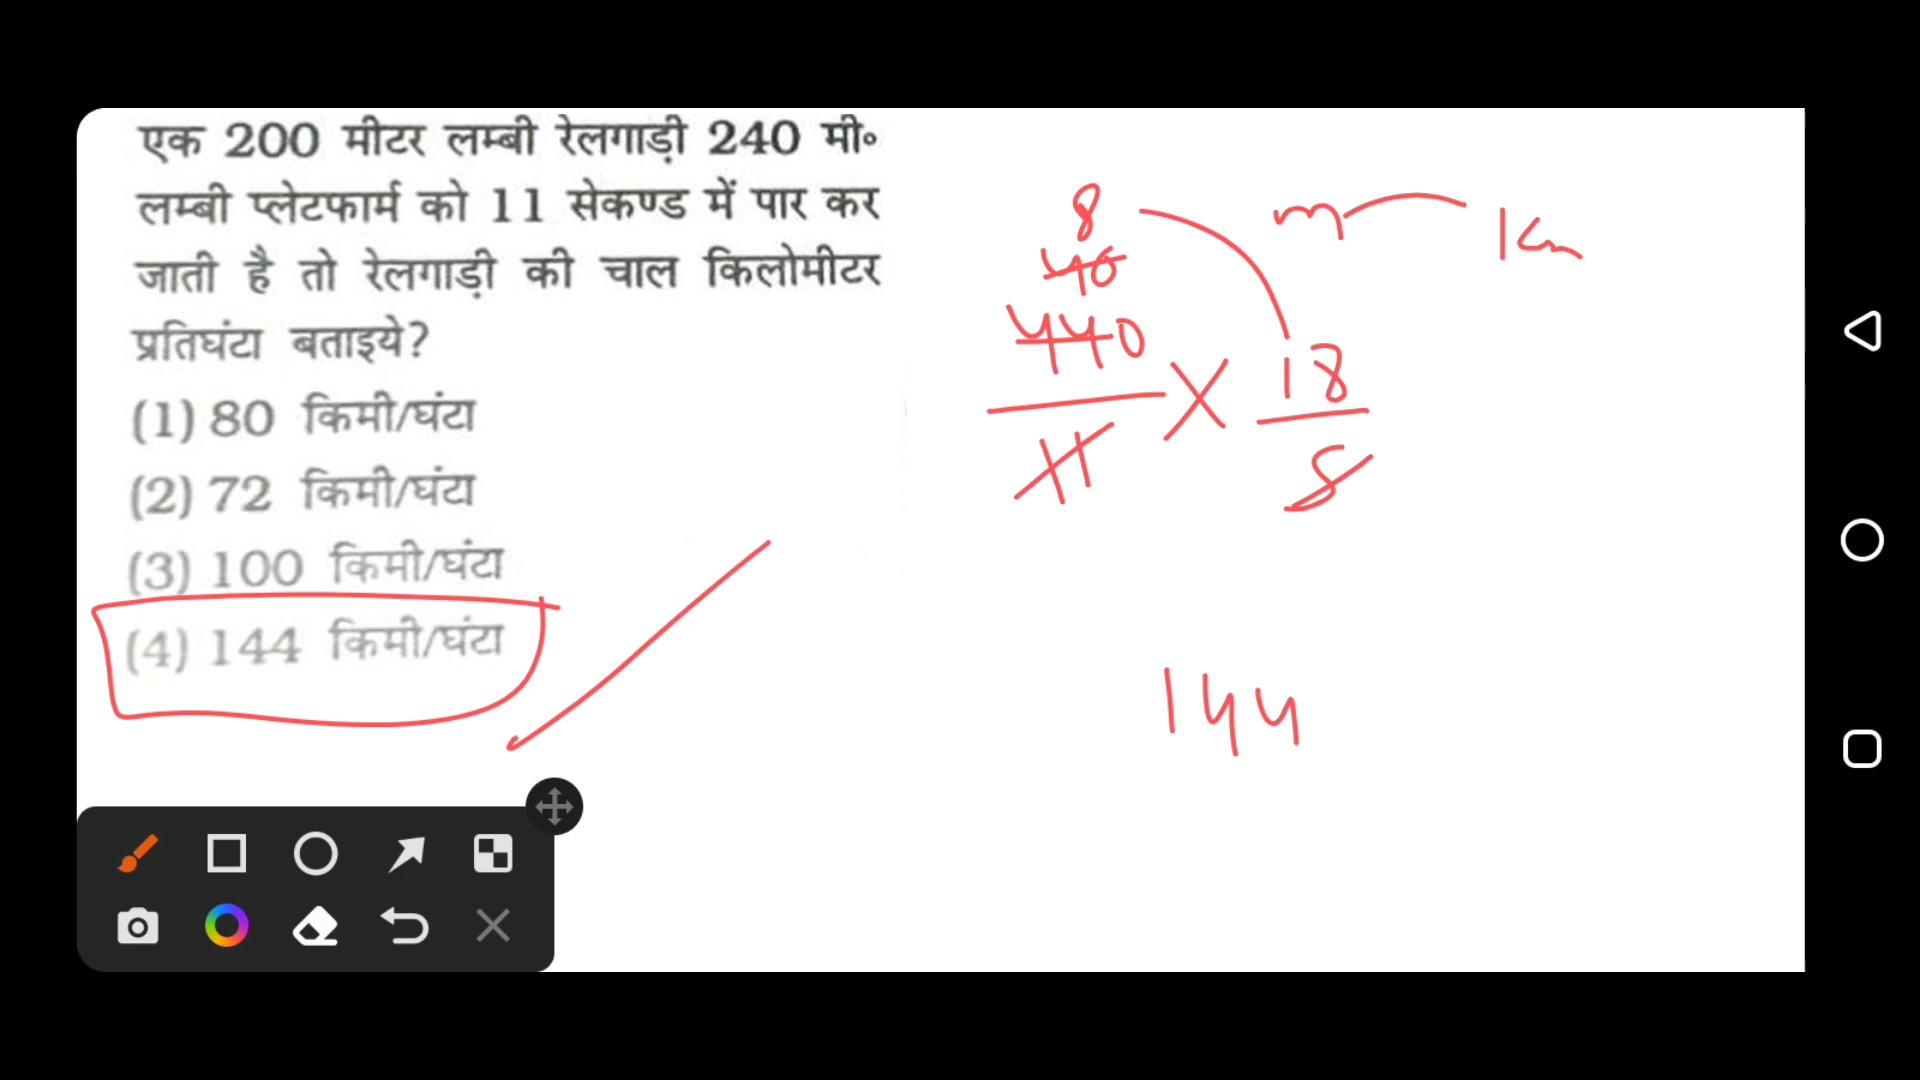 एक 200 मीटर लम्बी रेलगाड़ी 240 मी०
लम्बी प्लेटफार्म को 11 सेकण्ड में पार कर
जाती है तो रेलगाड़ी की चाल किलोमीटर
प्रतिघंटा बताइये?
(1) 80 किमी/घंटा
(2) 72 किमी/घंटा
(3) 100 किमी/घंटा
(4) 144 किमी/घंटा
8
40
440
11
X
18
5
m
km
144